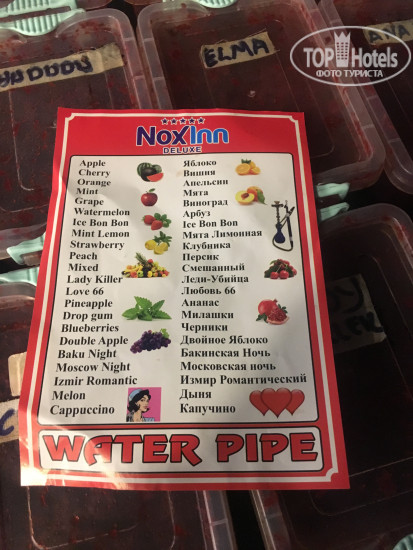 TOP Hotels
ФОТО ТУРИСТА
ELMA
NoxInn
DELUXE
Apple Яблоко
Cherry Вишня
Orange Апельсин
Mint Мята
Grape Виноград
Watermelon Арбуз
Ice Bon Bon Ice Bon Bon
Mint Lemon Мита Лимонная
Strawberry Клубника
Peach Персик
Mixed Смешанный
Lady Killer Леди-Убийца
Love 66 Любовь 66
Pineapple Ананас
Drop gum Милашки
Blueberries Черники
Double Apple Двойное Яблоко
Baku Night Бакинская Ночь
Moscow Night Московская ночь
Izmir Romantic Измир Романтический
Melon Дыня
Cappuccino Капучино
WATER PIPE